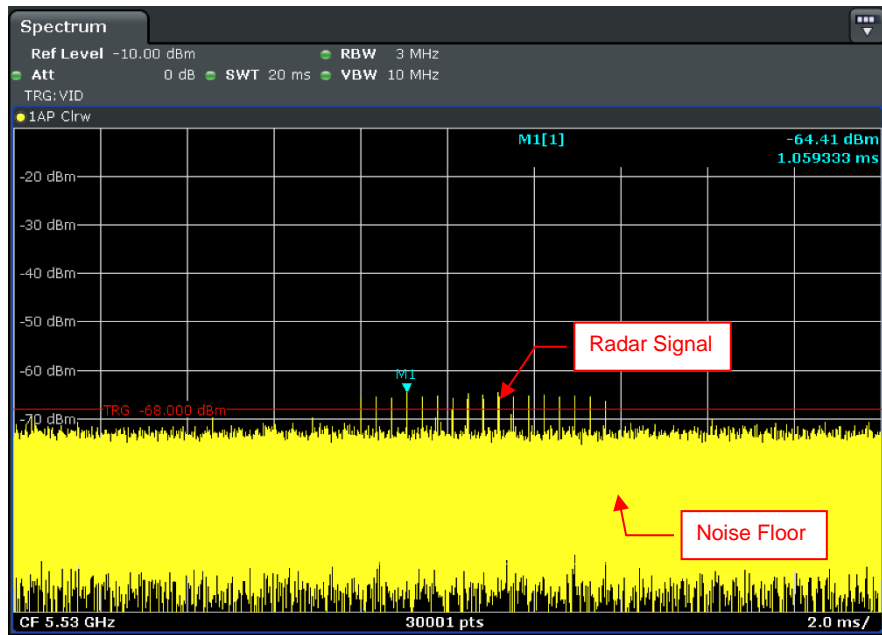 Spectrum
Ref Level -10.00 dBm RBW 3 MHz
Att 0 dB SWT 20 ms VBW 10 MHz
TRG:VID
1AP Clrw
M1[1] -64.41 dBm
1.059333 ms
-20 dBm
-30 dBm
-40 dBm
-50 dBm
Radar Signal
-60 dBm
M1
TRG -68.000 dBm
-70 dBm
Noise Floor
CF 5.53 GHz 30001 pts 2.0 ms/